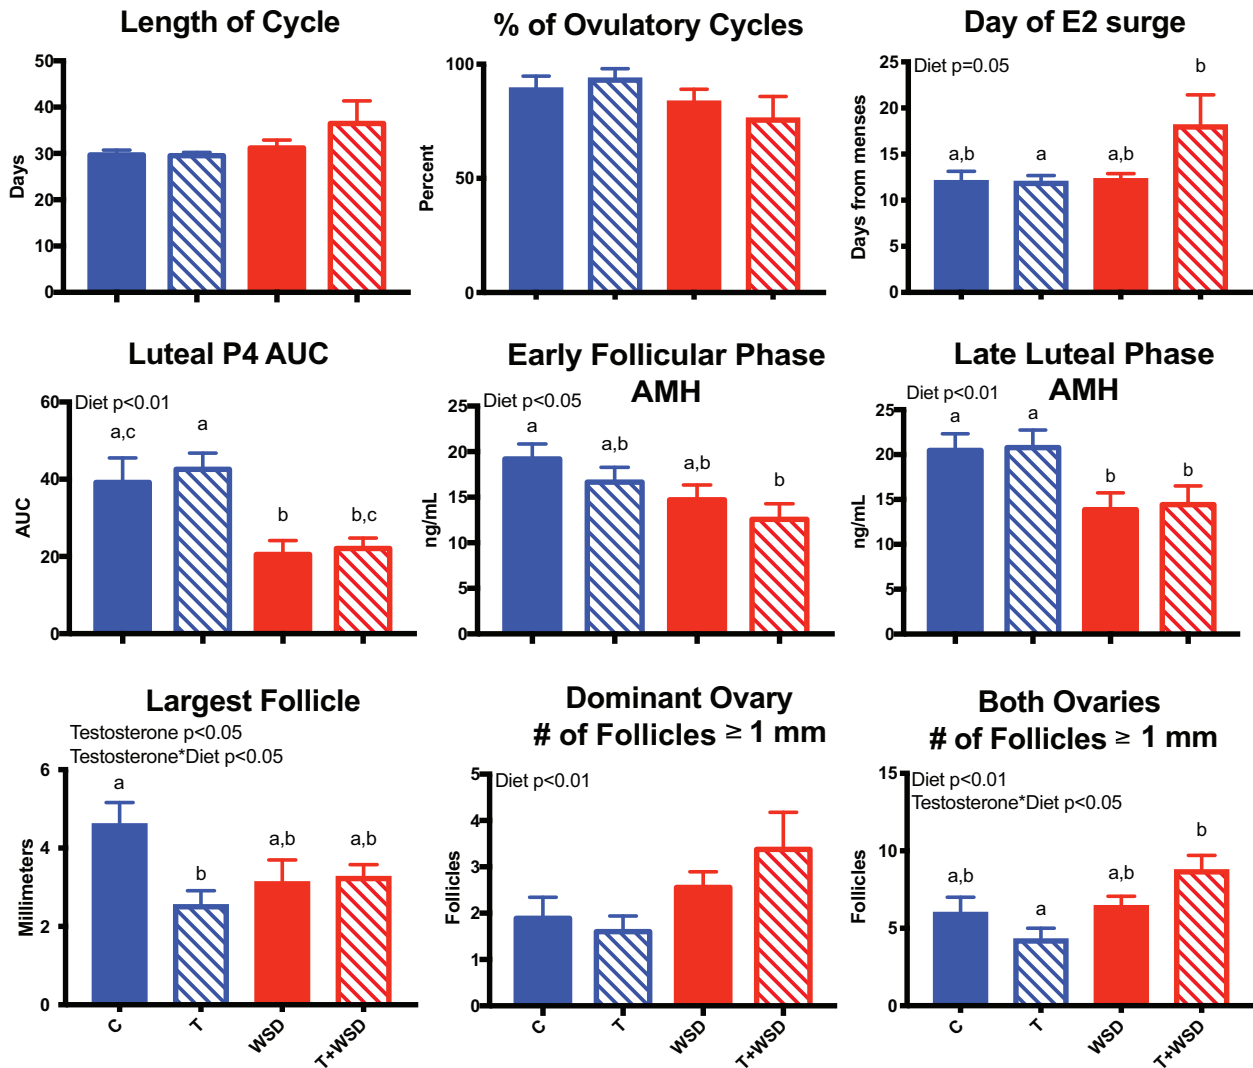 Length of Cycle
50
40
30
20
10
0
Days
% of Ovulatory Cycles
100
50
0
Percent
Day of E2 surge
Diet p=0.05
25
20
15
10
5
0
Days from menses
a,b
a
a,b
b
Luteal P4 AUC
Diet p<0.01
60
40
20
0
AUC
a,c
a
b
b,c
Early Follicular Phase
AMH
Diet p<0.05
25
20
15
10
5
0
ng/mL
a
a,b
a,b
b
Late Luteal Phase
AMH
Diet p<0.01
25
20
15
10
5
0
ng/mL
a
a
b
b
Largest Follicle
Testosterone p<0.05
Testosterone*Diet p<0.05
6
4
2
0
Millimeters
a
b
a,b
a,b
C
T
WSD
T+WSD
Dominant Ovary
# of Follicles ≥ 1 mm
Diet p<0.01
5
4
3
2
1
0
Follicles
C
T
WSD
T+WSD
Both Ovaries
# of Follicles ≥ 1 mm
Diet p<0.01
Testosterone*Diet p<0.05
15
10
5
0
Follicles
a,b
a
a,b
b
C
T
WSD
T+WSD